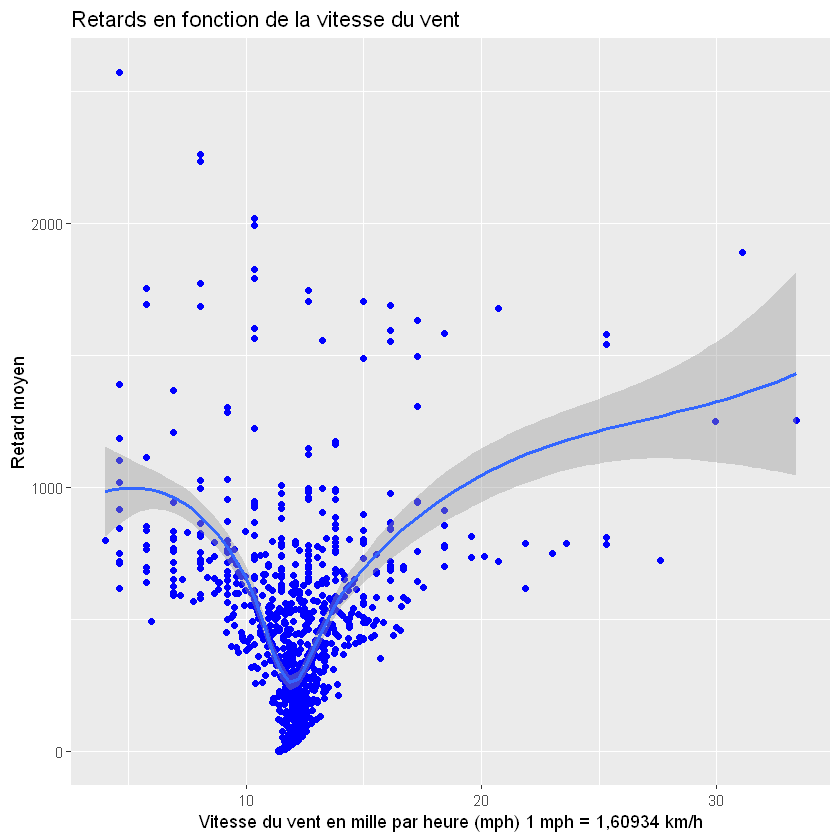 Retards en fonction de la vitesse du vent
Retard moyen
2000
1000
0
10 20 30
Vitesse du vent en mille par heure (mph) 1 mph = 1,60934 km/h